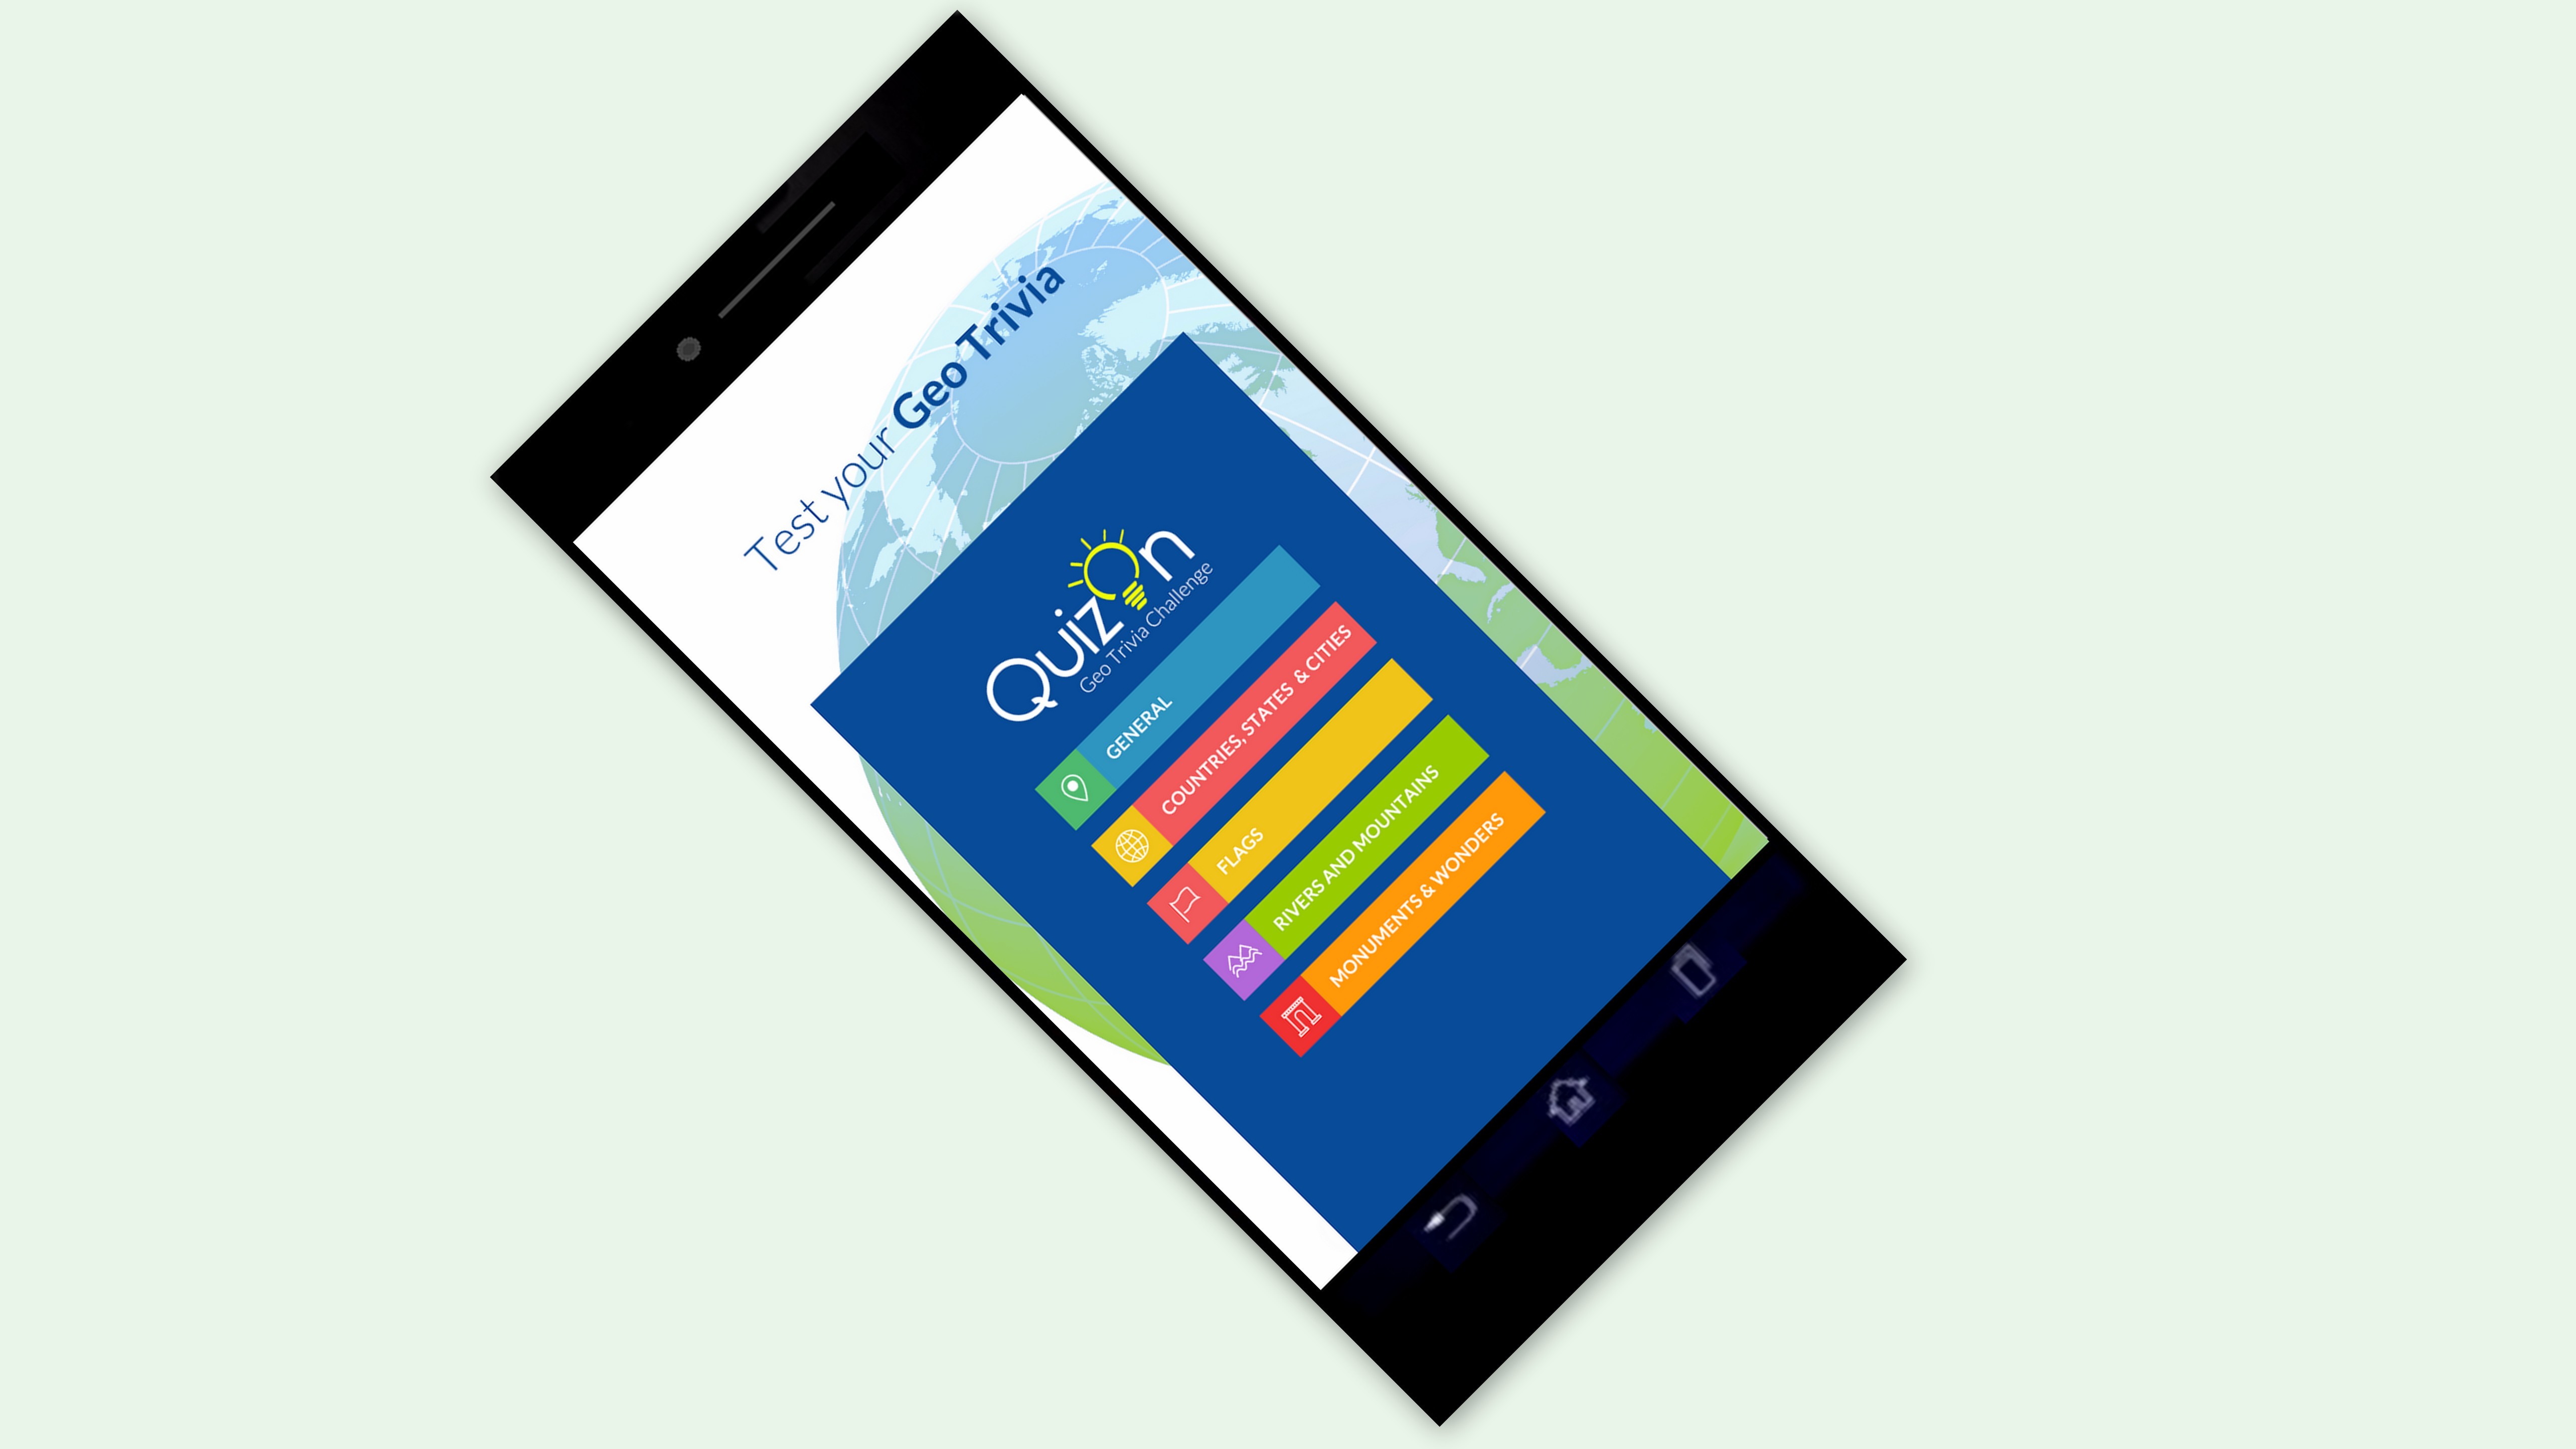 Test your Geo Trivia
QuizOn
Geo Trivia Challenge
GENERAL
COUNTRIES, STATES & CITIES
FLAGS
RIVERS AND MOUNTAINS
MONUMENTS & WONDERS